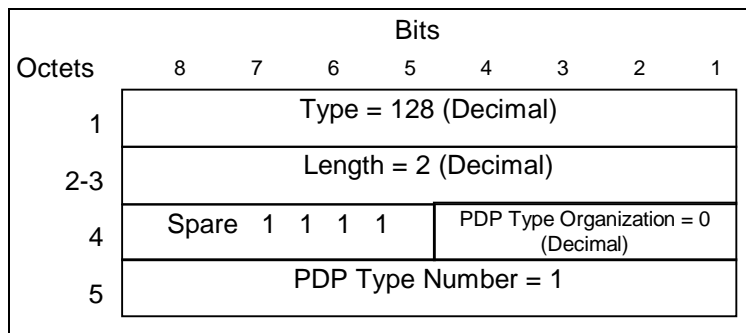 Bits
Octets 8 7 6 5 4 3 2 1
1 Type = 128 (Decimal)
2-3 Length = 2 (Decimal)
4 Spare 1 1 1 1 PDP Type Organization = 0
(Decimal)
5 PDP Type Number = 1